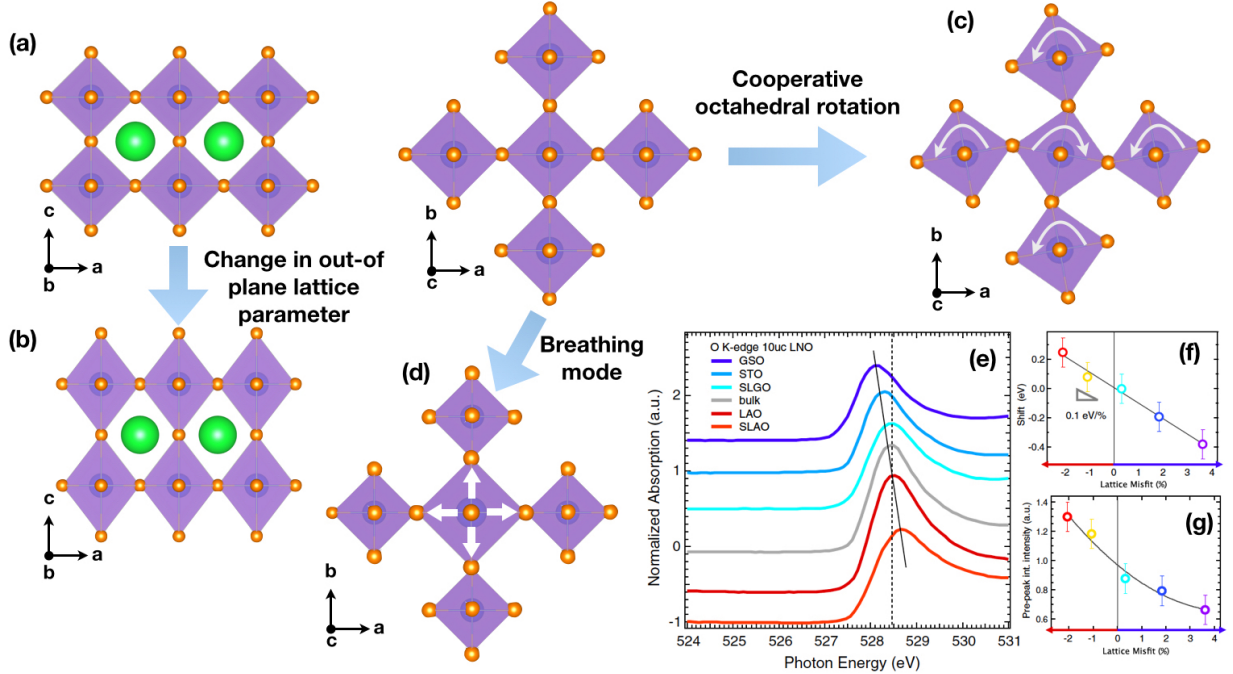 (a)
c
a
b
Change in out-of
plane lattice
parameter
(b)
c
a
b
b
a
c
Cooperative
octahedral rotation
(c)
b
a
c
Breathing
mode
(d)
b
a
c
(e)
O K-edge 10uc LNO
GSO
STO
SLGO
bulk
LAO
SLAO
Normalized Absorption (a.u.)
2
1
0
-1
524 525 526 527 528 529 530 531
Photon Energy (eV)
(f)
Shift (eV)
0.2
0.0
-0.2
-0.4
0.1 eV/%
-2 -1 0 1 2 3 4
Lattice Misfit (%)
(g)
Pre-peak int. intensity (a.u.)
1.4
1.2
1.0
0.8
0.6
-2 -1 0 1 2 3 4
Lattice Misfit (%)